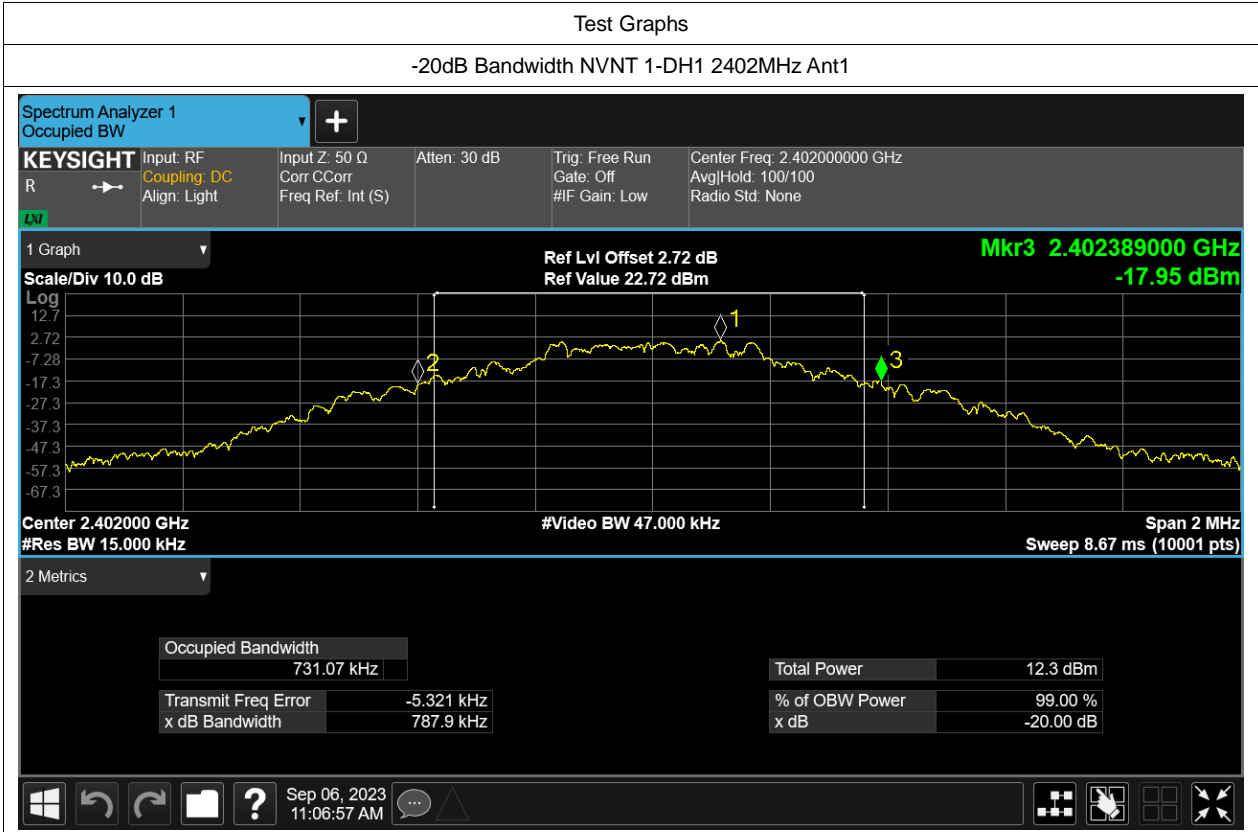 Test Graphs
-20dB Bandwidth NVNT 1-DH1 2402MHz Ant1
Spectrum Analyzer 1
Occupied BW
KEYSIGHT
R
LXI
Input: RF
Coupling: DC
Align: Light
Input Z: 50 Ω
Corr CCorr
Freq Ref: Int (S)
Atten: 30 dB
Trig: Free Run
Gate: Off
#IF Gain: Low
Center Freq: 2.402000000 GHz
Avg|Hold: 100/100
Radio Std: None
1 Graph
Scale/Div 10.0 dB
Ref Lvl Offset 2.72 dB
Ref Value 22.72 dBm
Mkr3 2.402389000 GHz
-17.95 dBm
Log
12.7
2.72
-7.28
-17.3
-27.3
-37.3
-47.3
-57.3
-67.3
1
2
3
Center 2.402000 GHz
#Res BW 15.000 kHz
#Video BW 47.000 kHz
Span 2 MHz
Sweep 8.67 ms (10001 pts)
2 Metrics
Occupied Bandwidth
731.07 kHz
Transmit Freq Error -5.321 kHz
x dB Bandwidth 787.9 kHz
Total Power 12.3 dBm
% of OBW Power 99.00 %
x dB -20.00 dB
?
Sep 06, 2023
11:06:57 AM